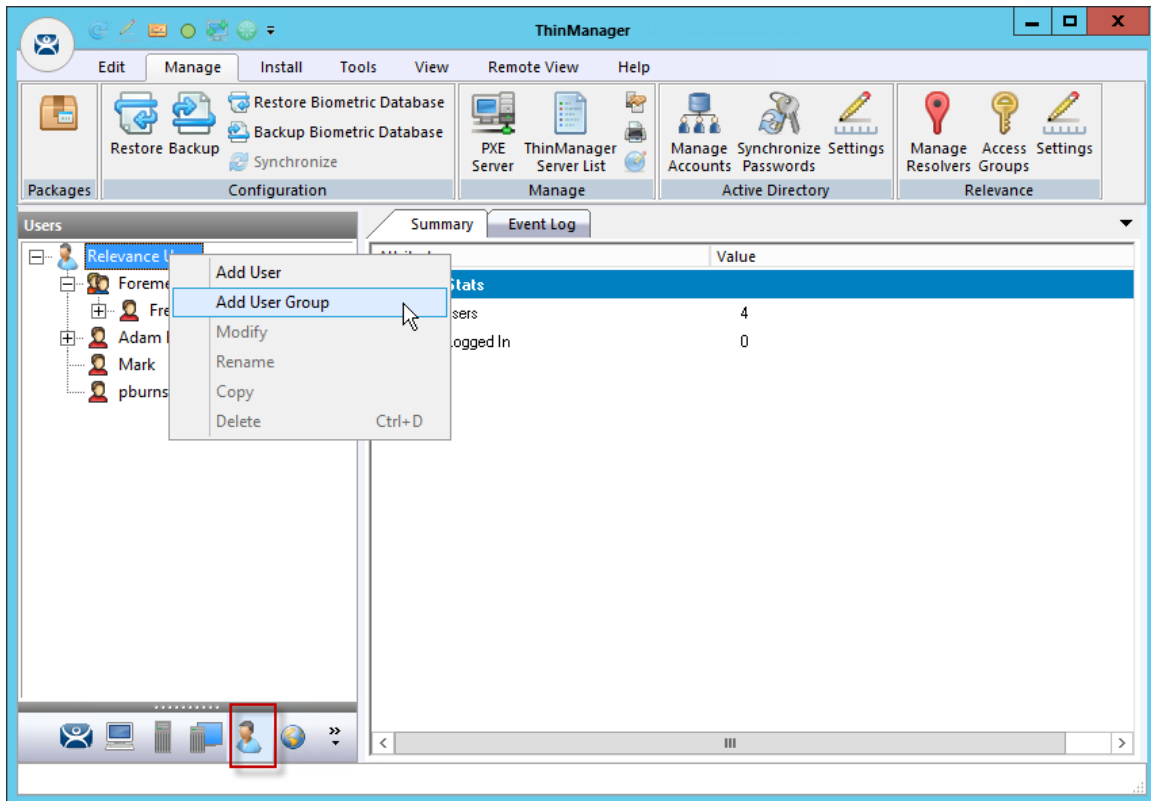 ThinManager
Edit Manage Install Tools View Remote View Help
Restore Biometric Database
Backup Biometric Database
Synchronize
Restore Backup
PXE Server
ThinManager Server List
Manage Accounts
Synchronize Passwords
Settings
Manage Resolvers
Access Groups
Settings
Packages Configuration Manage Active Directory Relevance
Users
Summary Event Log
Relevance
Value
Add User
Add User Group
Modify
Rename
Copy
Delete Ctrl+D
4
Logged In 0
Adam
Mark
pburns